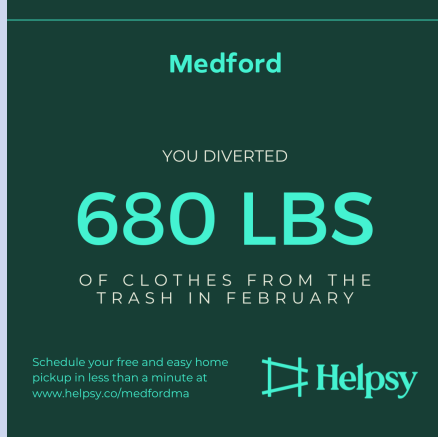 Medford
YOU DIVERTED
680 LBS
OF CLOTHES FROM THE
TRASH IN FEBRUARY
Schedule your free and easy home
pickup in less than a minute at
www.helpsy.co/medfordma
Helpsy